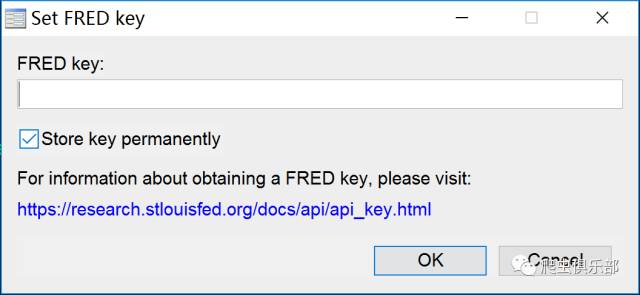 Set FRED key
FRED key:
Store key permanently
For information about obtaining a FRED key, please visit:
https://research.stlouisfed.org/docs/api/api_key.html
OK
Cancel
爬虫俱乐部